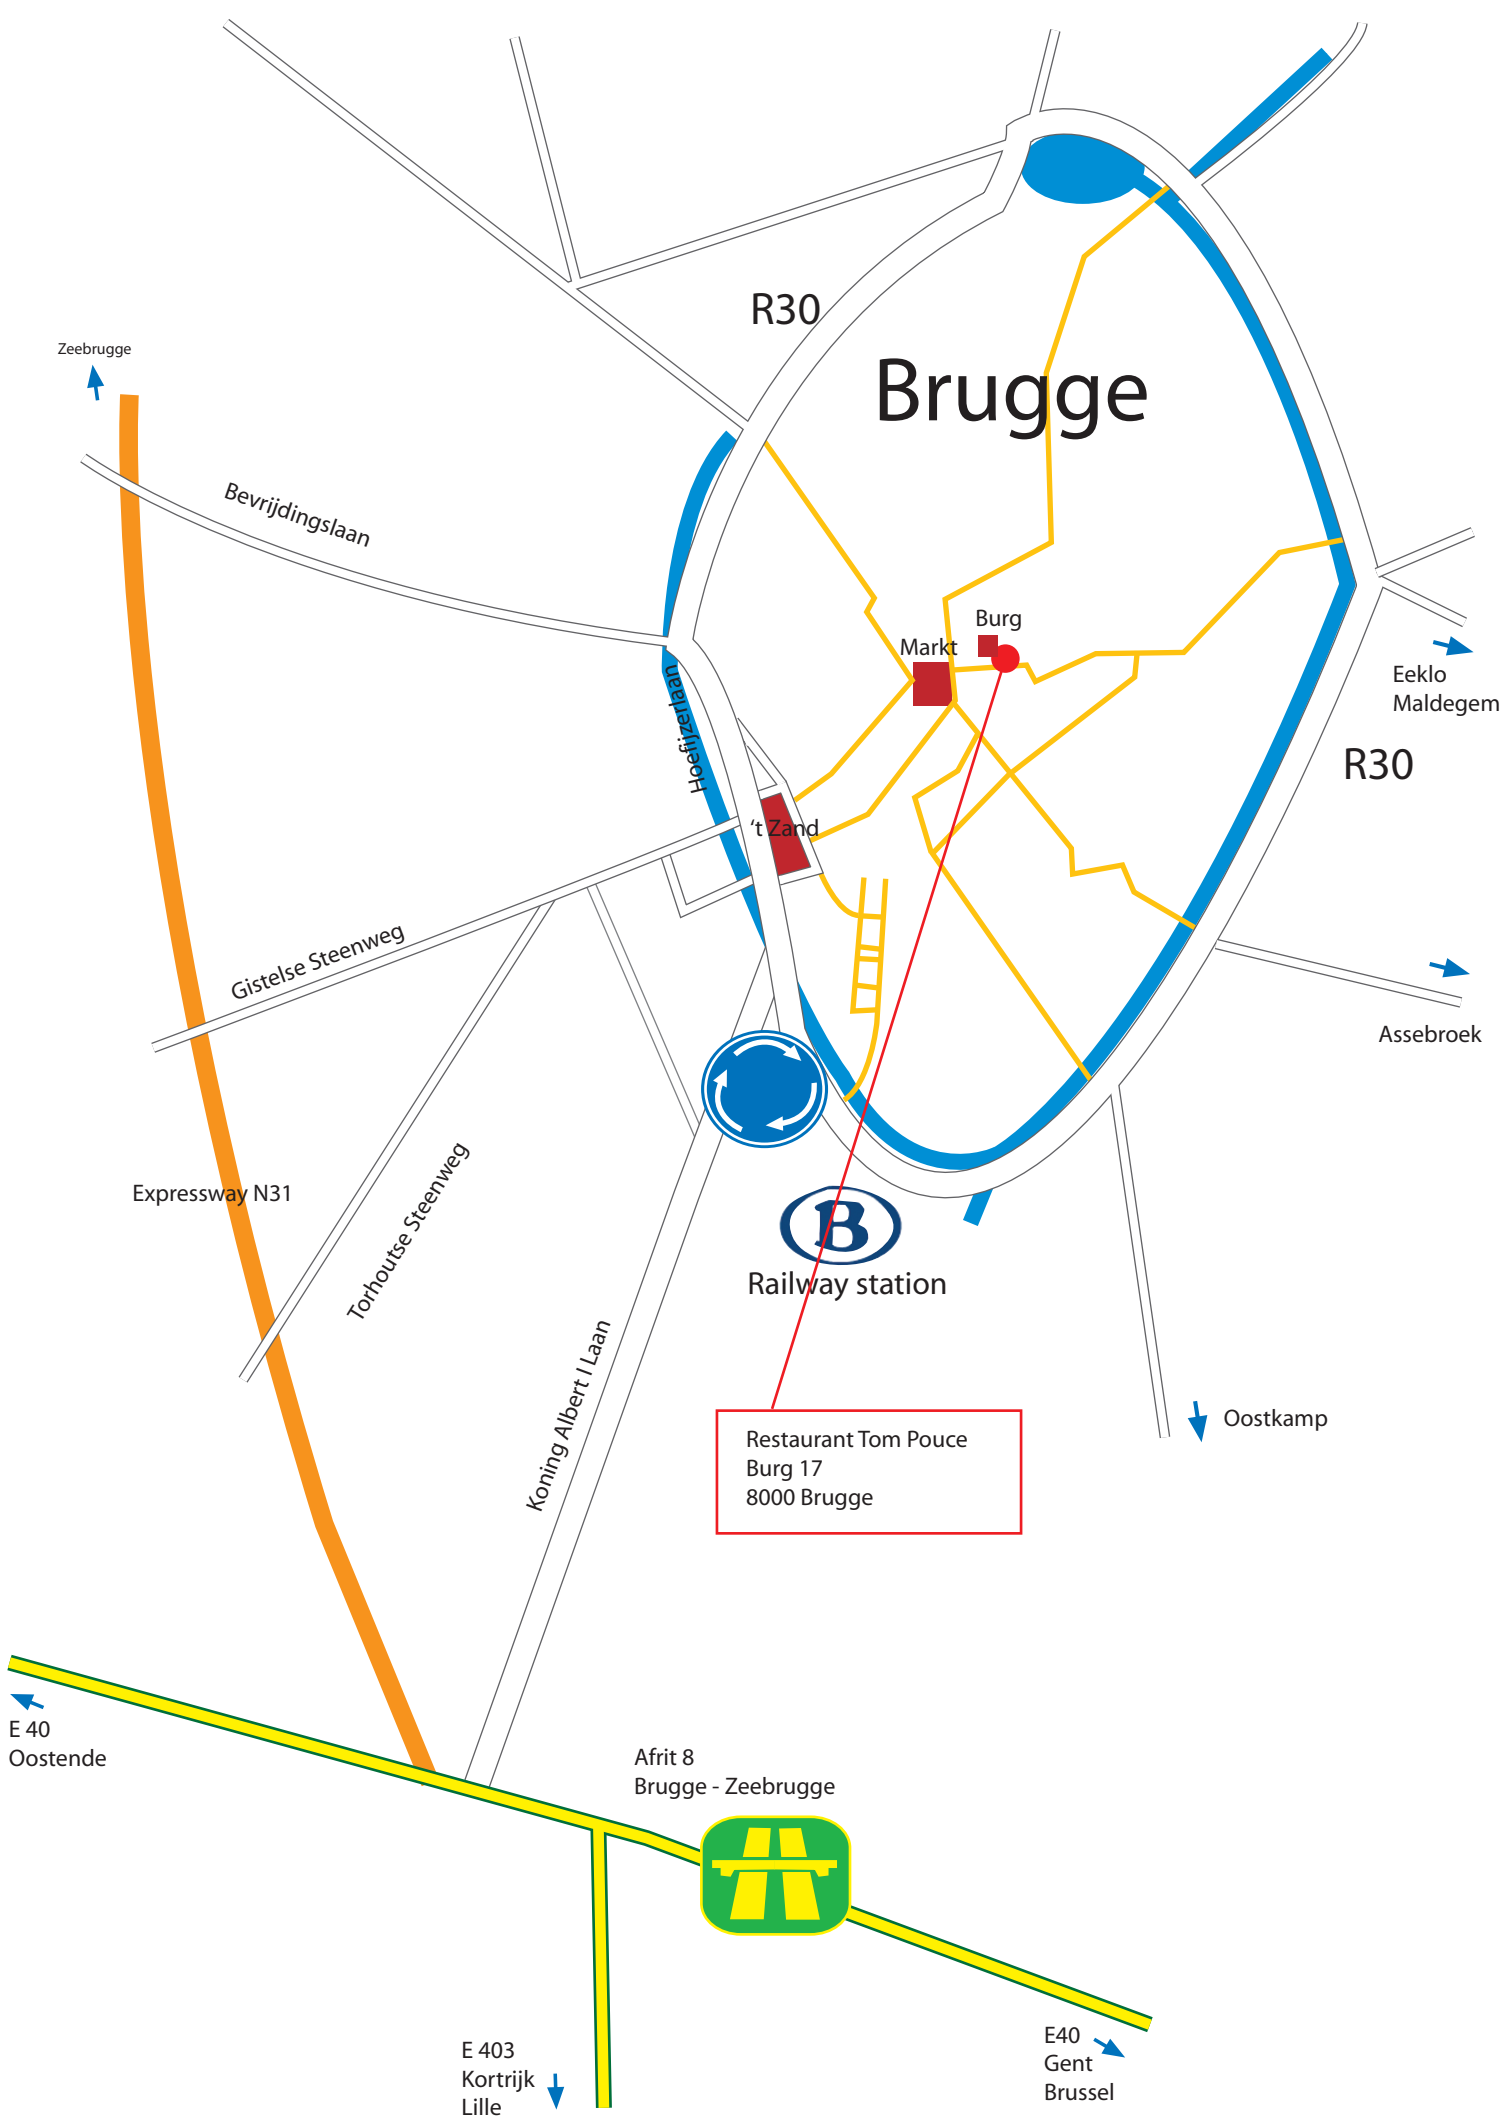 R30
Brugge
Zeebrugge
Bevrijdingslaan
Burg
Markt
Eeklo
Maldegem
Hoefijzerlaan
R30
‘t Zand
Gistelse Steenweg
Assebroek
Expressway N31
Torhoutse Steenweg
B
Railway station
Koning Albert I Laan
Oostkamp
Restaurant Tom Pouce
Burg 17
8000 Brugge
E 40
Oostende
Afrit 8
Brugge - Zeebrugge
E 403
Kortrijk
Lille
E40
Gent
Brussel